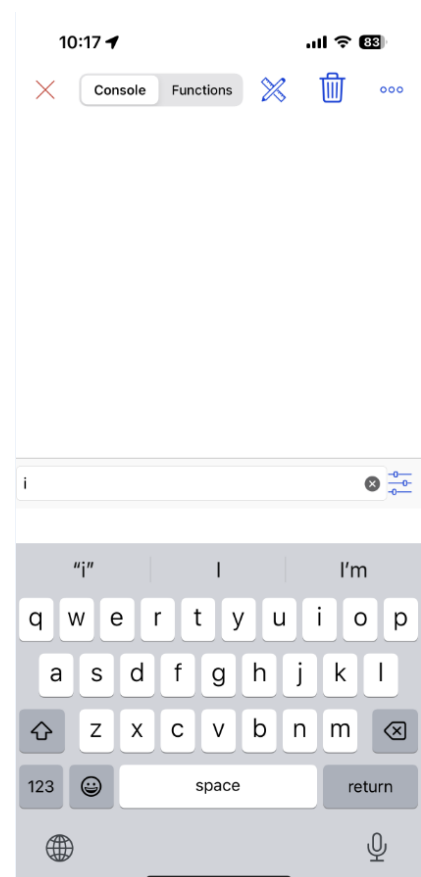 10:17 83
Console Functions
i
“i” I I'm
q w e r t y u i o p
a s d f g h j k l
z x c v b n m
123 space return